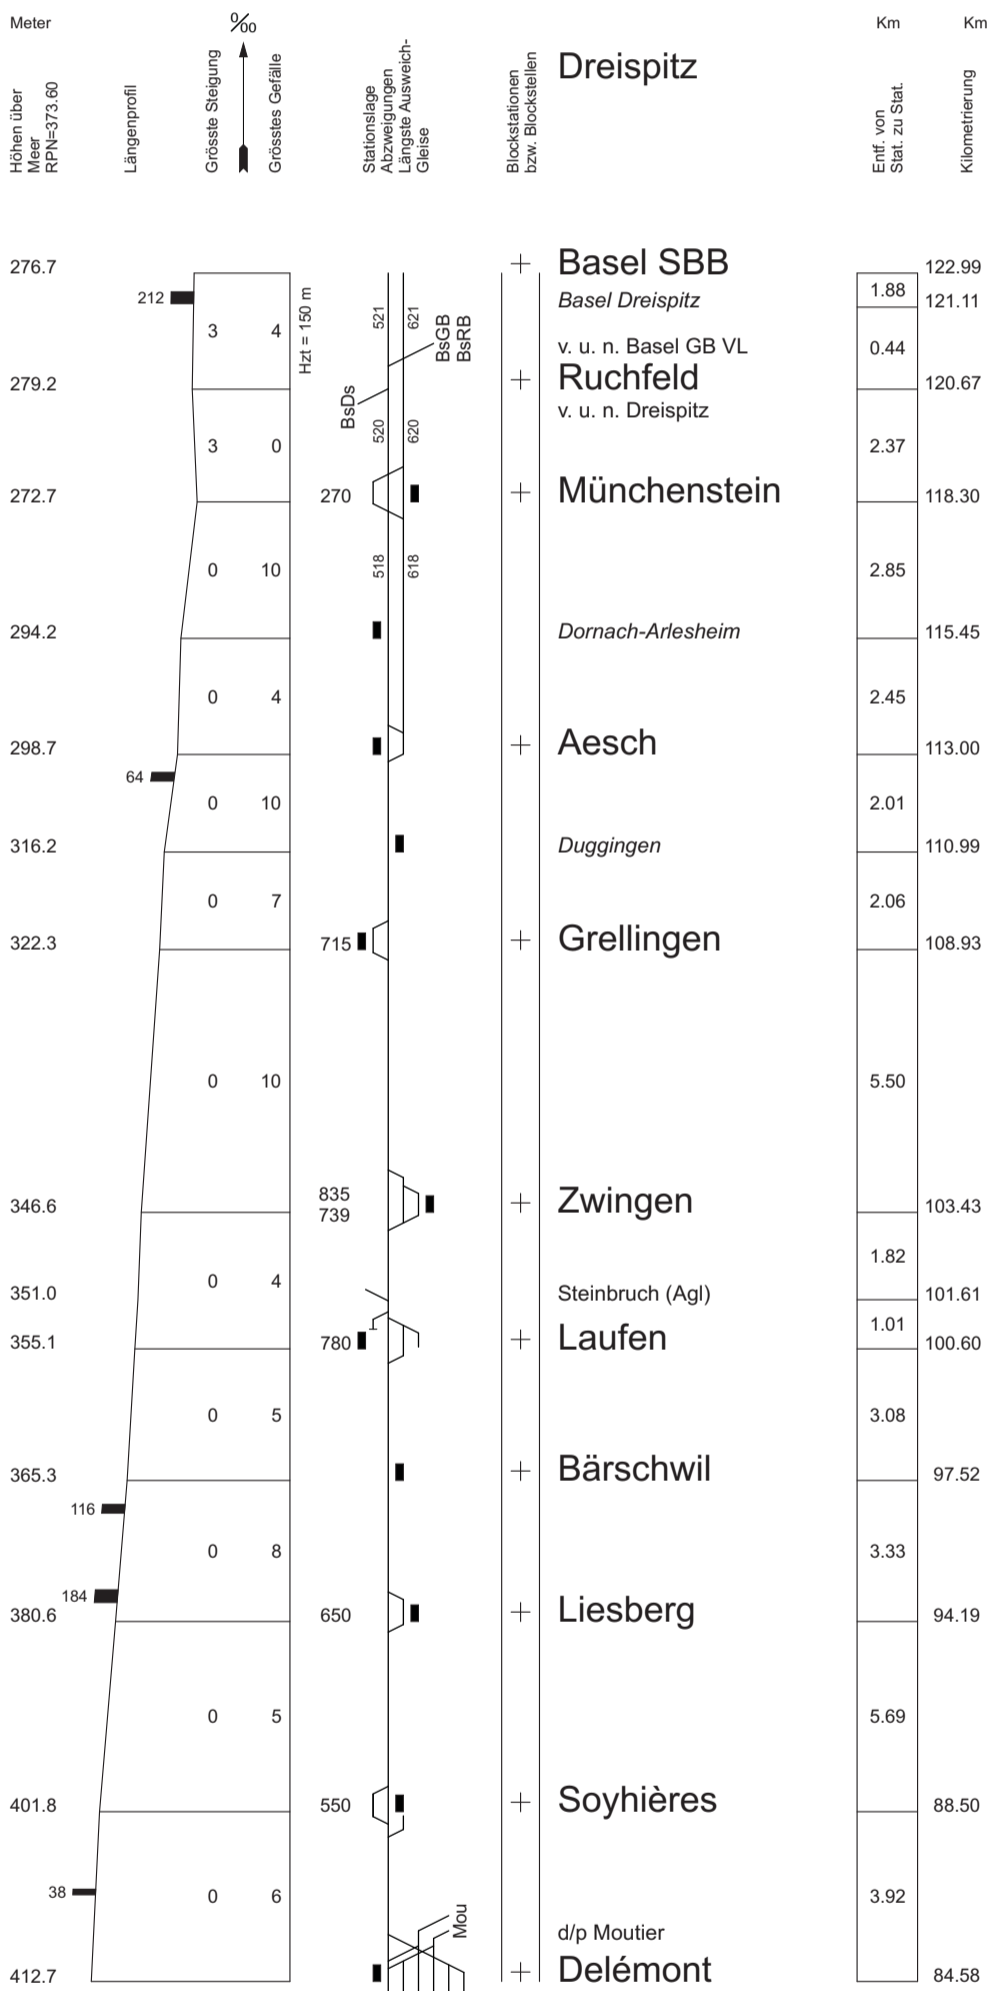 Meter
‰
Km
Km
Höhen über
Meer
RPN=373.60
Längenprofil
Grösste Steigung
Grösstes Gefälle
Stationslage
Abzweigungen
Längste Ausweich-
Gleise
Blockstationen
bzw. Blockstellen
Dreispitz
Entf. von
Stat. zu Stat.
Kilometrierung
276.7
Basel SBB
122.99
212
Hzt = 150 m
3 4
521
621
BsGB
BsRB
Basel Dreispitz
1.88
121.11
v. u. n. Basel GB VL
0.44
279.2
Ruchfeld
120.67
BsDs
v. u. n. Dreispitz
3 0
520
620
2.37
272.7
270
Münchenstein
118.30
0 10
518
618
2.85
294.2
Dornach-Arlesheim
115.45
0 4
2.45
298.7
Aesch
113.00
64
0 10
2.01
316.2
Duggingen
110.99
0 7
2.06
322.3
715
Grellingen
108.93
0 10
5.50
346.6
835
739
Zwingen
103.43
0 4
1.82
351.0
Steinbruch (Agl)
101.61
1.01
355.1
780
Laufen
100.60
0 5
3.08
365.3
Bärschwil
97.52
116
0 8
3.33
184
380.6
650
Liesberg
94.19
0 5
5.69
401.8
550
Soyhières
88.50
38
0 6
3.92
Mou
d/p Moutier
412.7
Delémont
84.58